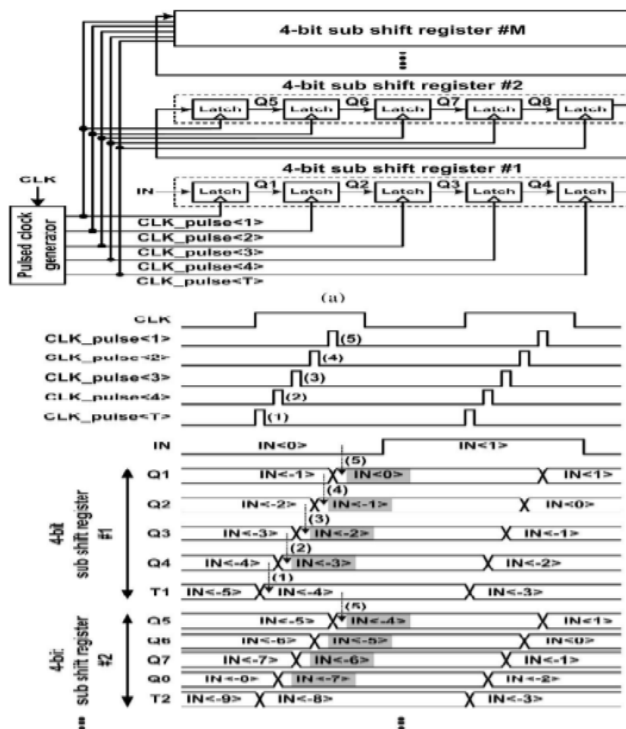 4-bit sub shift register #M
4-bit sub shift register #2
Q5 Q6 Q7 Q8
Latch Latch Latch Latch Latch
4-bit sub shift register #1
CLK
IN Latch Q1 Latch Q2 Latch Q3 Latch Q4 Latch
Pulsed clock
generator
CLK_pulse<1>
CLK_pulse<2>
CLK_pulse<3>
CLK_pulse<4>
CLK_pulse<T>
(a)
CLK
CLK_pulse<1> (5)
CLK_pulse<2> (4)
CLK_pulse<3> (3)
CLK_pulse<4> (2)
CLK_pulse<T> (1)
IN IN<0> IN<1>
(5)
Q1 IN<-1> IN<0> IN<1>
(4)
Q2 IN<-2> IN<-1> IN<0>
(3)
Q3 IN<-3> IN<-2> IN<-1>
(2)
Q4 IN<-4> IN<-3> IN<-2>
(1)
T1 IN<-5> IN<-4> IN<-3>
4-bit
sub shift register
#1
(5)
Q5 IN<-5> IN<-4> IN<1>
Q6 IN<-6> IN<-5> IN<0>
Q7 IN<-7> IN<-6> IN<-1>
IN<-7> IN<-2>
T2 IN<-9> IN<-8> IN<-3>
4-bit
sub shift register
#2